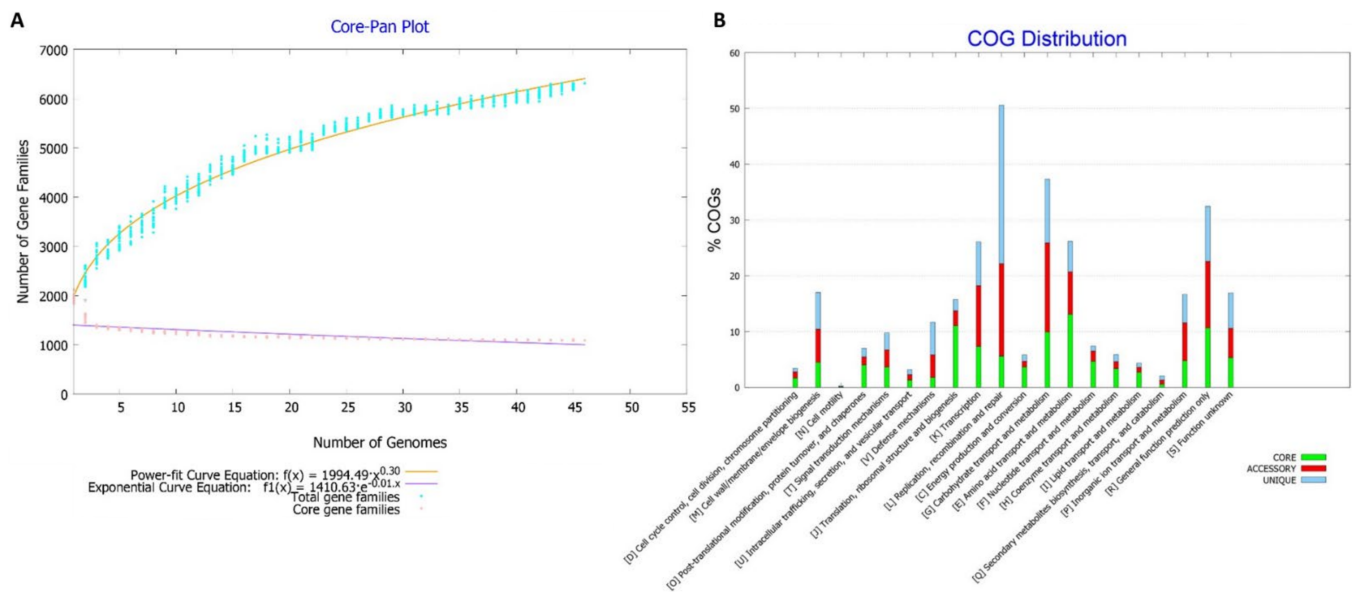 A
Core-Pan Plot
7000
6000
5000
4000
3000
2000
1000
0
Number of Gene Families
5 10 15 20 25 30 35 40 45 50 55
Number of Genomes
Power-fit Curve Equation: f(x) = 1994.49·x^0.30
Exponential Curve Equation: f1(x) = 1410.63·e^-0.01.x
Total gene families
Core gene families
B
COG Distribution
60
50
40
30
20
10
0
% COGs
[D] Cell cycle control, cell division, chromosome partitioning
[M] Cell wall/membrane/envelope biogenesis
[N] Cell motility
[O] Post-translational modification, protein turnover, and chaperones
[T] Signal transduction mechanisms
[U] Intracellular trafficking, secretion, and vesicular transport
[V] Defense mechanisms
[J] Translation, ribosomal structure and biogenesis
[K] Transcription
[L] Replication, recombination and repair
[C] Energy production and conversion
[G] Carbohydrate transport and metabolism
[E] Amino acid transport and metabolism
[F] Nucleotide transport and metabolism
[H] Coenzyme transport and metabolism
[I] Lipid transport and metabolism
[Q] Secondary metabolites biosynthesis, transport, and catabolism
[P] Inorganic ion transport and metabolism
[R] General function prediction only
[S] Function unknown
CORE
ACCESSORY
UNIQUE